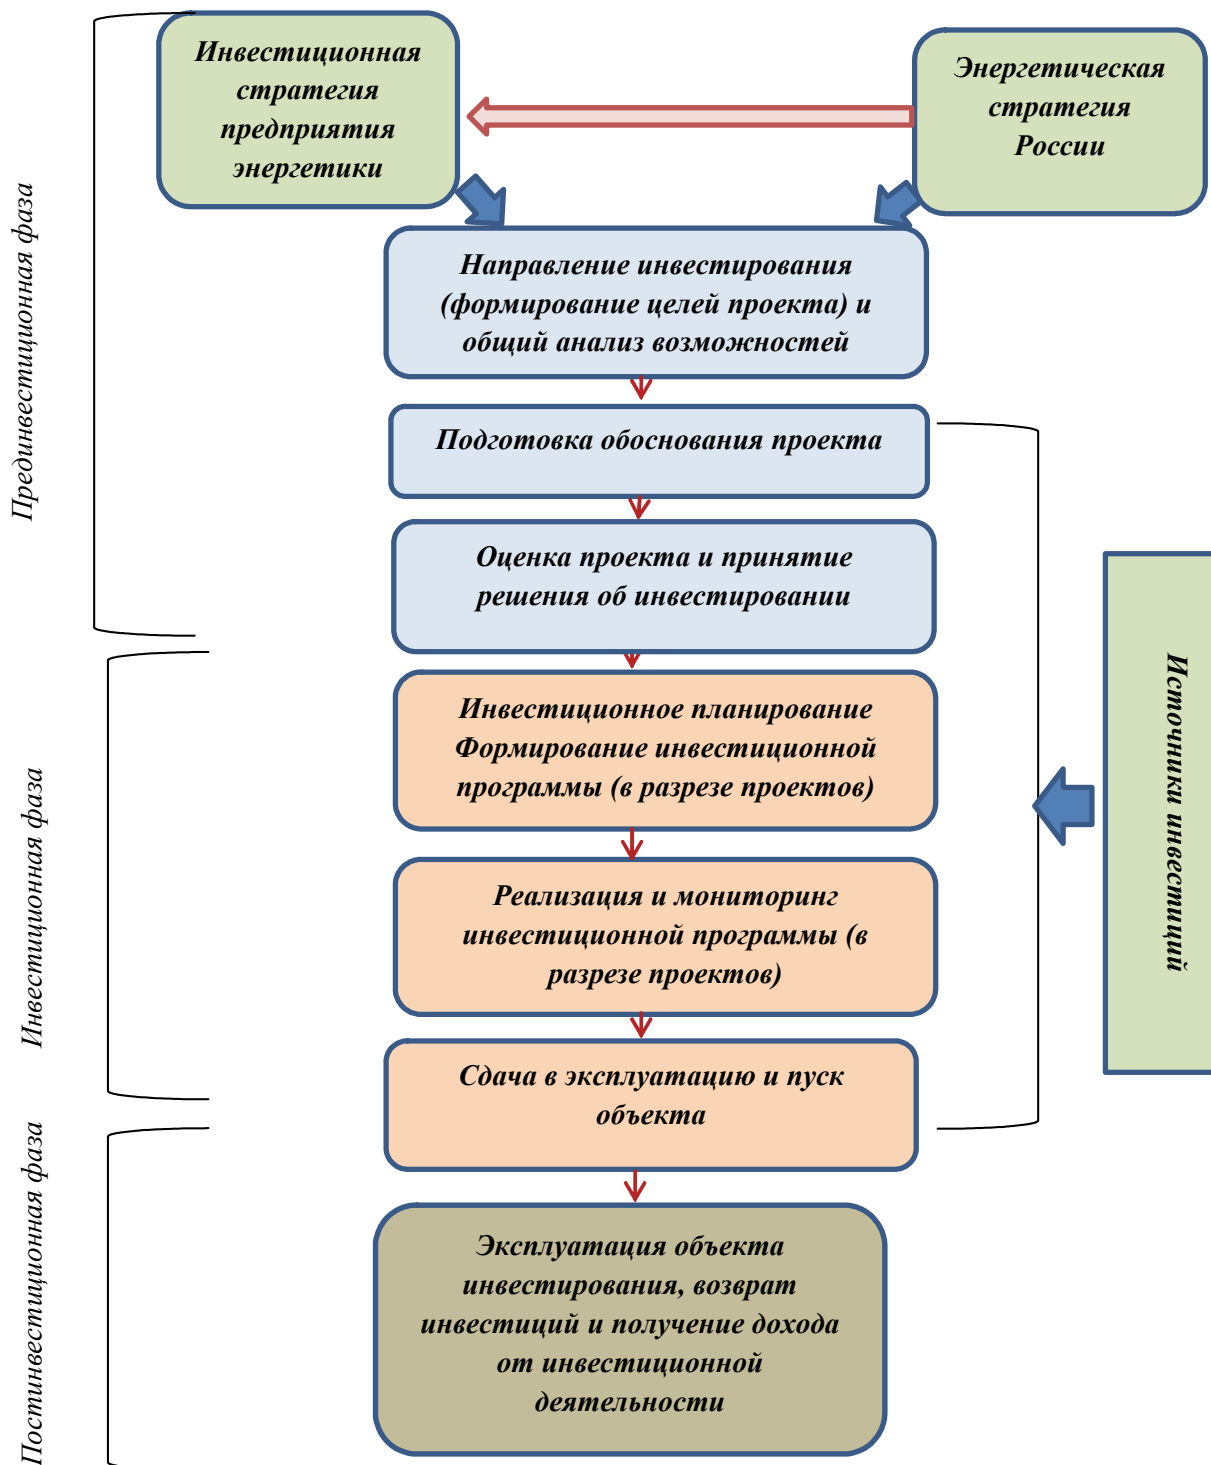 Инвестиционная
стратегия
предприятия
энергетики
Энергетическая
стратегия
России
Прединвестиционная фаза
Направление инвестирования
(формирование целей проекта) и
общий анализ возможностей
Подготовка обоснования проекта
Оценка проекта и принятие
решения об инвестировании
Инвестиционная фаза
Инвестиционное планирование
Формирование инвестиционной
программы (в разрезе проектов)
Реализация и мониторинг
инвестиционной программы (в
разрезе проектов)
Сдача в эксплуатацию и пуск
объекта
Источники инвестиций
Постинвестиционная фаза
Эксплуатация объекта
инвестирования, возврат
инвестиций и получение дохода
от инвестиционной
деятельности